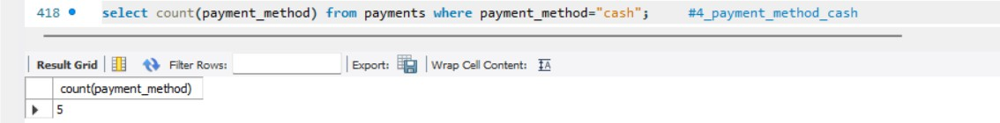 418 select count(payment_method) from payments where payment_method="cash"; #4_payment_method_cash
Result Grid Filter Rows: Export: Wrap Cell Content: IA
count(payment_method)
5